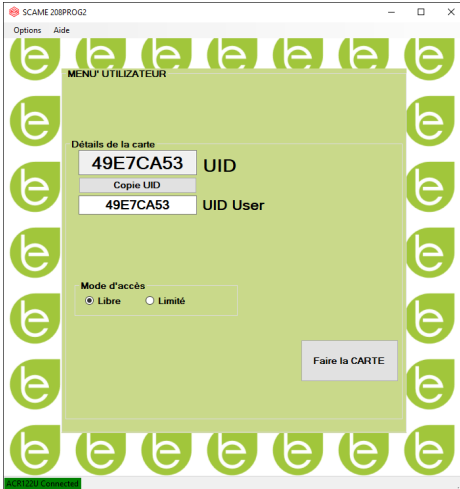 SCAME 208PROG2
Options Aide
MENU' UTILIZATEUR
Détails de la carte
49E7CA53 UID
Copie UID
49E7CA53 UID User
Mode d'accès
Libre Limité
Faire la CARTE
ACR122U Connected